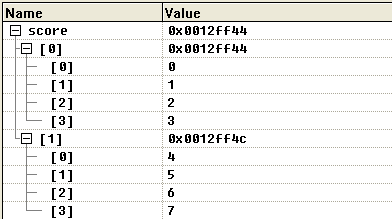 Name Value
score 0x0012ff44
[0] 0x0012ff44
[0] 0
[1] 1
[2] 2
[3] 3
[1] 0x0012ff4c
[0] 4
[1] 5
[2] 6
[3] 7